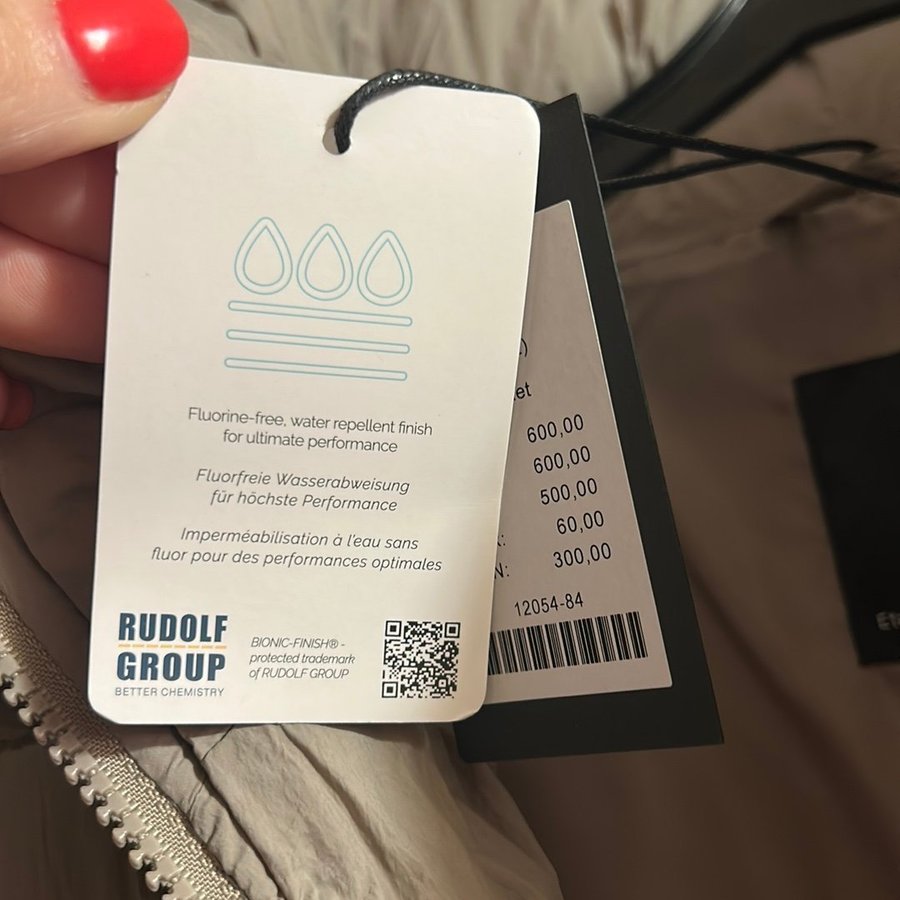 Fluorine-free, water repellent finish
for ultimate performance
Fluorfreie Wasserabweisung
für höchste Performance
Imperméabilisation à l'eau sans
fluor pour des performances optimales
RUDOLF
GROUP
BETTER CHEMISTRY
BIONIC-FINISH® -
protected trademark
of RUDOLF GROUP
600,00
600,00
500,00
60,00
300,00
12054-84